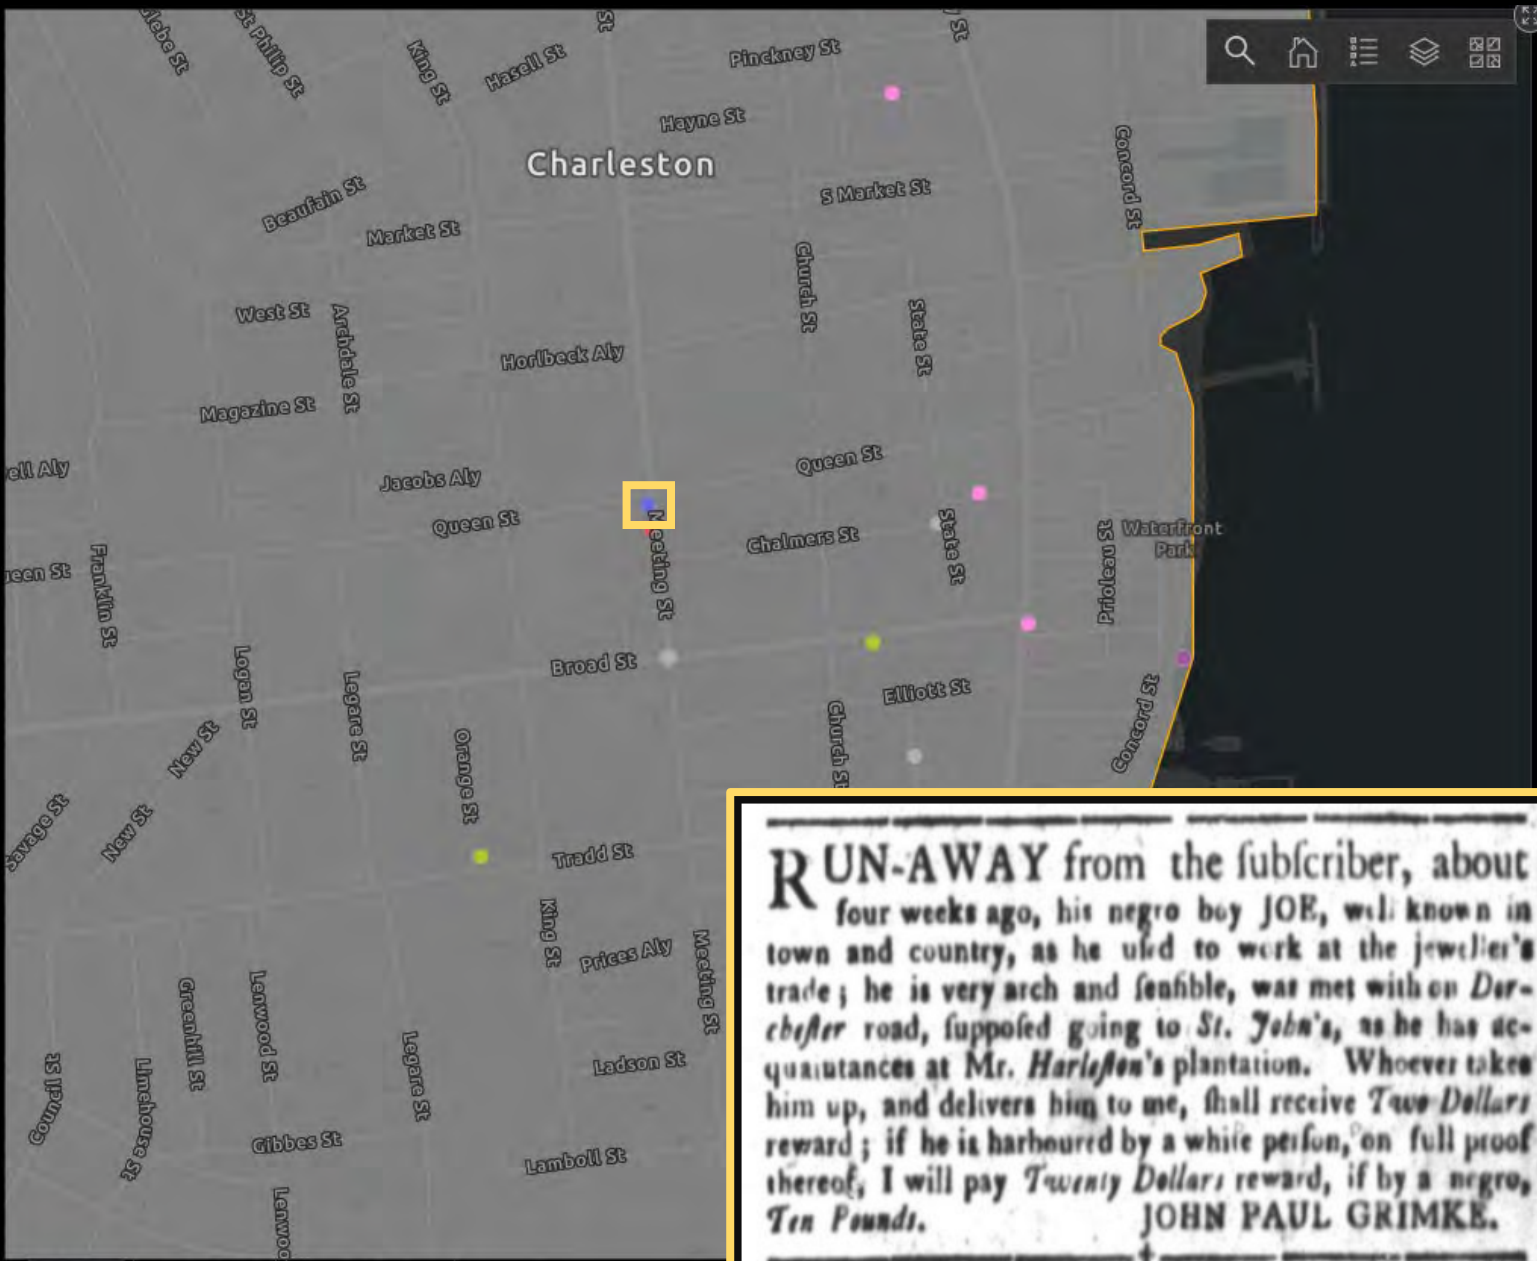 Glebe St
St Philip St
King St
Hasell St
St
Pinckney St
y St
Hayne St
Charleston
Concord St
Beaufain St
Market St
S Market St
Church St
West St
Archdale St
State St
Horlbeck Aly
Magazine St
ell Aly
Jacobs Aly
Queen St
Queen St
Meeting St
Chalmers St
State St
Prioleau St
Waterfront
Park
ueen St
Franklin St
Logan St
Legare St
Broad St
Elliott St
Church St
Concord St
New St
Orange St
Savage St
New St
Tradd St
King St
Prices Aly
Meeting St
Greenhill St
Lenwood St
Legare St
Ladson St
Council St
Limehouse St
Gibbes St
Lamboll St
Lenwoo
RUN-AWAY from the ſubſcriber, about
four weeks ago, his negro boy JOE, well known in
town and country, as he uſed to work at the jeweller's
trade; he is very arch and ſenſible, was met with on Dor-
cheſter road, ſuppoſed going to St. John's, as he has ac-
quaintances at Mr. Harleſton's plantation. Whoever takes
him up, and delivers him to me, ſhall receive Two Dollars
reward; if he is harboured by a white perſon, on full proof
thereof, I will pay Twenty Dollars reward, if by a negro,
Ten Pounds. JOHN PAUL GRIMKE.